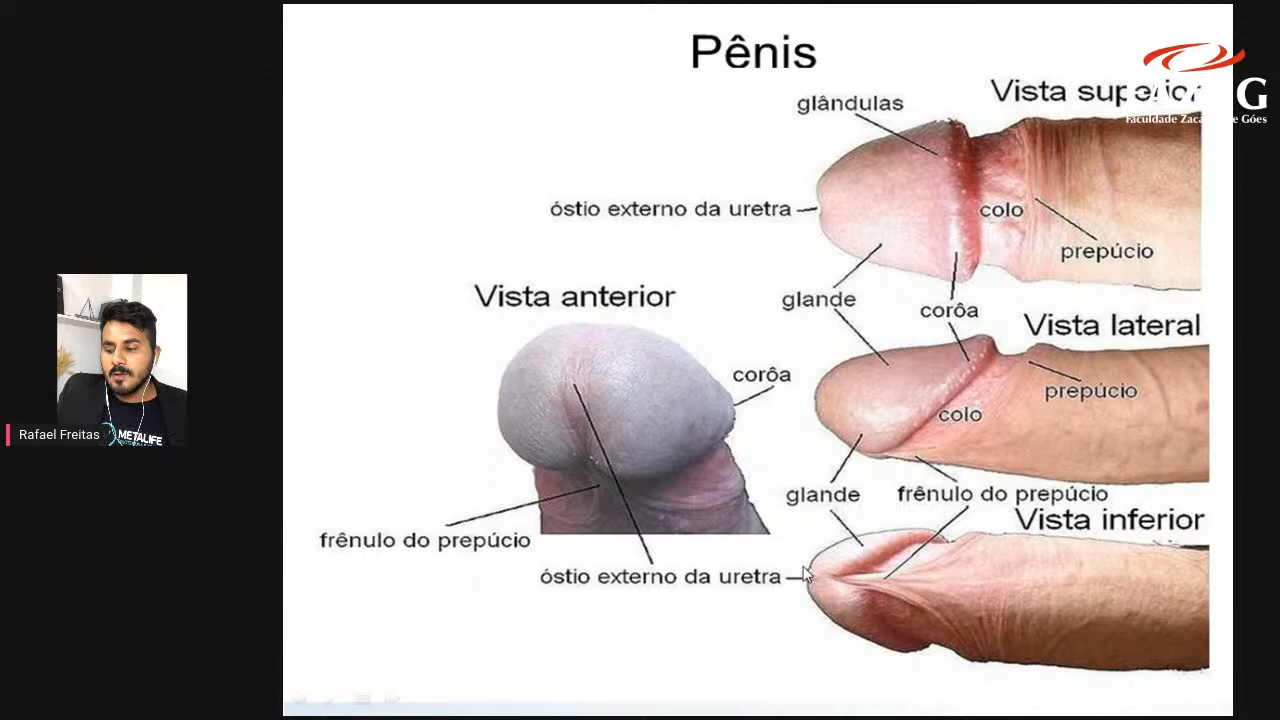 Pênis
Vista superior
glândulas
Faculdade Zaca e Góes
óstio externo da uretra
colo
prepúcio
glande
corôa
Vista anterior
Vista lateral
corôa
prepúcio
colo
Rafael Freitas
METALIFE
glande
frênulo do prepúcio
Vista inferior
frênulo do prepúcio
óstio externo da uretra